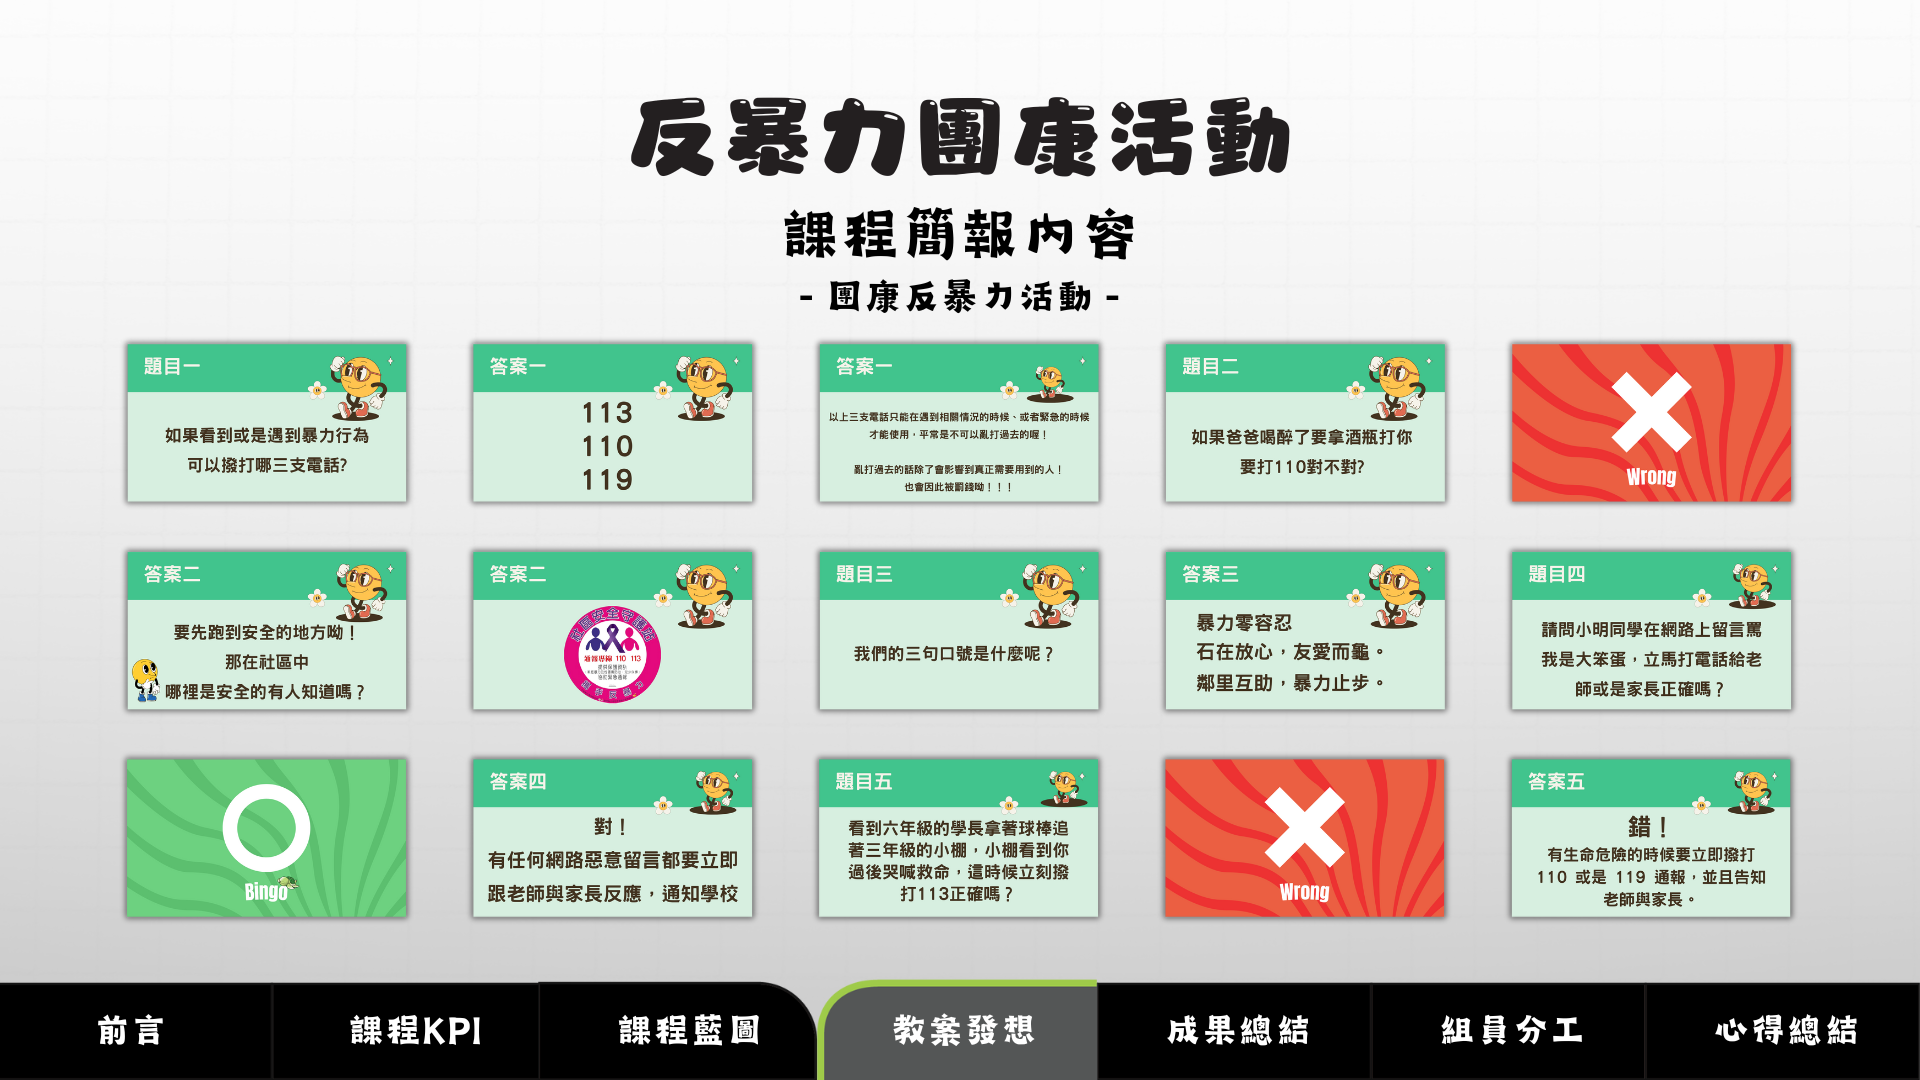 反暴力團康活動
課程簡報內容
- 團康反暴力活動 -
題目一
如果看到或是遇到暴力行為
可以撥打哪三支電話?
答案一
113
110
119
答案一
以上三支電話只能在遇到相關情況的時候、或者緊急的時候
才能使用，平常是不可以亂打過去的喔！
亂打過去的話除了會影響到真正需要用到的人！
也會因此被罰錢呦！！！
題目二
如果爸爸喝醉了要拿酒瓶打你
要打110對不對?
Wrong
答案二
要先跑到安全的地方呦！
那在社區中
哪裡是安全的有人知道嗎？
答案二
通報專線 110 113
題目三
我們的三句口號是什麼呢？
答案三
暴力零容忍
石在放心，友愛而龜。
鄰里互助，暴力止步。
題目四
請問小明同學在網路上留言罵
我是大笨蛋，立馬打電話給老
師或是家長正確嗎？
Bingo
答案四
對！
有任何網路惡意留言都要立即
跟老師與家長反應，通知學校
題目五
看到六年級的學長拿著球棒追
著三年級的小棚，小棚看到你
過後哭喊救命，這時候立刻撥
打113正確嗎？
Wrong
答案五
錯！
有生命危險的時候要立即撥打
110 或是 119 通報，並且告知
老師與家長。
前言
課程KPI
課程藍圖
教案發想
成果總結
組員分工
心得總結